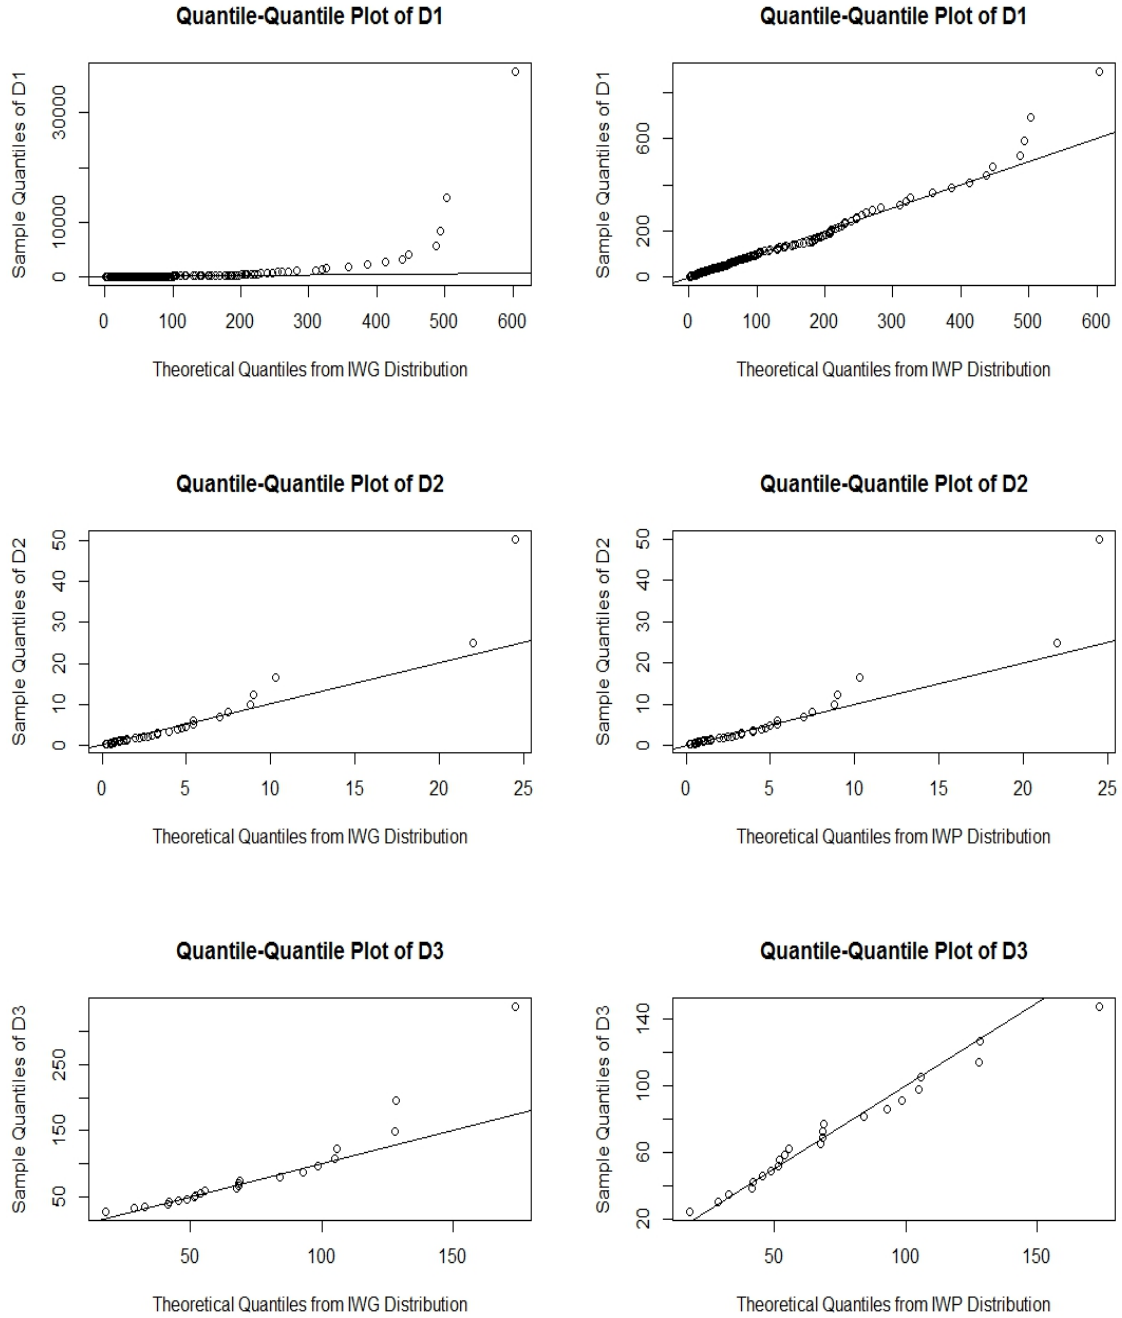 Quantile-Quantile Plot of D1
Sample Quantiles of D1
30000
10000
0
0 100 200 300 400 500 600
Theoretical Quantiles from IWG Distribution
Quantile-Quantile Plot of D1
Sample Quantiles of D1
600
200
0
0 100 200 300 400 500 600
Theoretical Quantiles from IWP Distribution
Quantile-Quantile Plot of D2
Sample Quantiles of D2
50
40
30
20
10
0
0 5 10 15 20 25
Theoretical Quantiles from IWG Distribution
Quantile-Quantile Plot of D2
Sample Quantiles of D2
50
40
30
20
10
0
0 5 10 15 20 25
Theoretical Quantiles from IWP Distribution
Quantile-Quantile Plot of D3
Sample Quantiles of D3
250
150
50
50 100 150
Theoretical Quantiles from IWG Distribution
Quantile-Quantile Plot of D3
Sample Quantiles of D3
140
100
60
20
50 100 150
Theoretical Quantiles from IWP Distribution